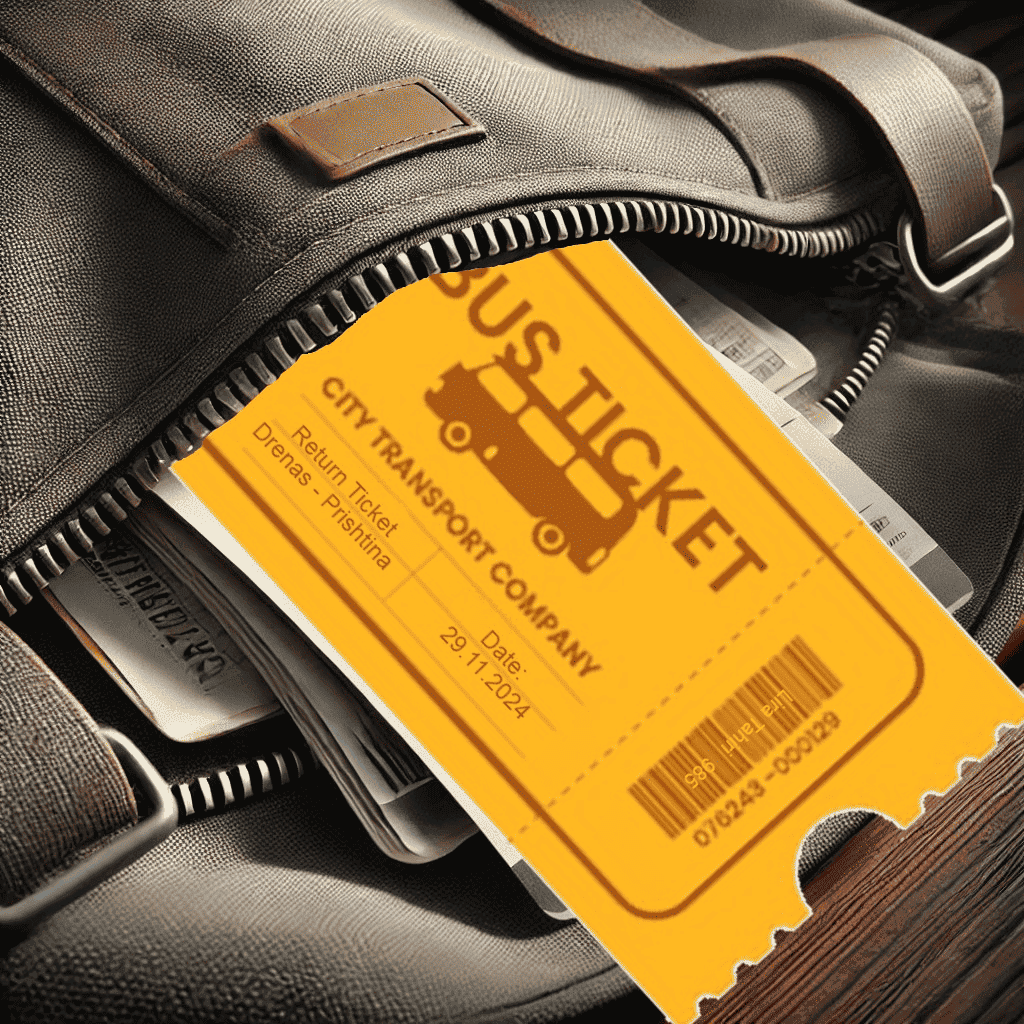 BUS TICKET
CITY TRANSPORT COMPANY
Return Ticket
Drenas - Prishtina
Date:
29.11.2024
Lira Tahiri 985
076243 - 000129